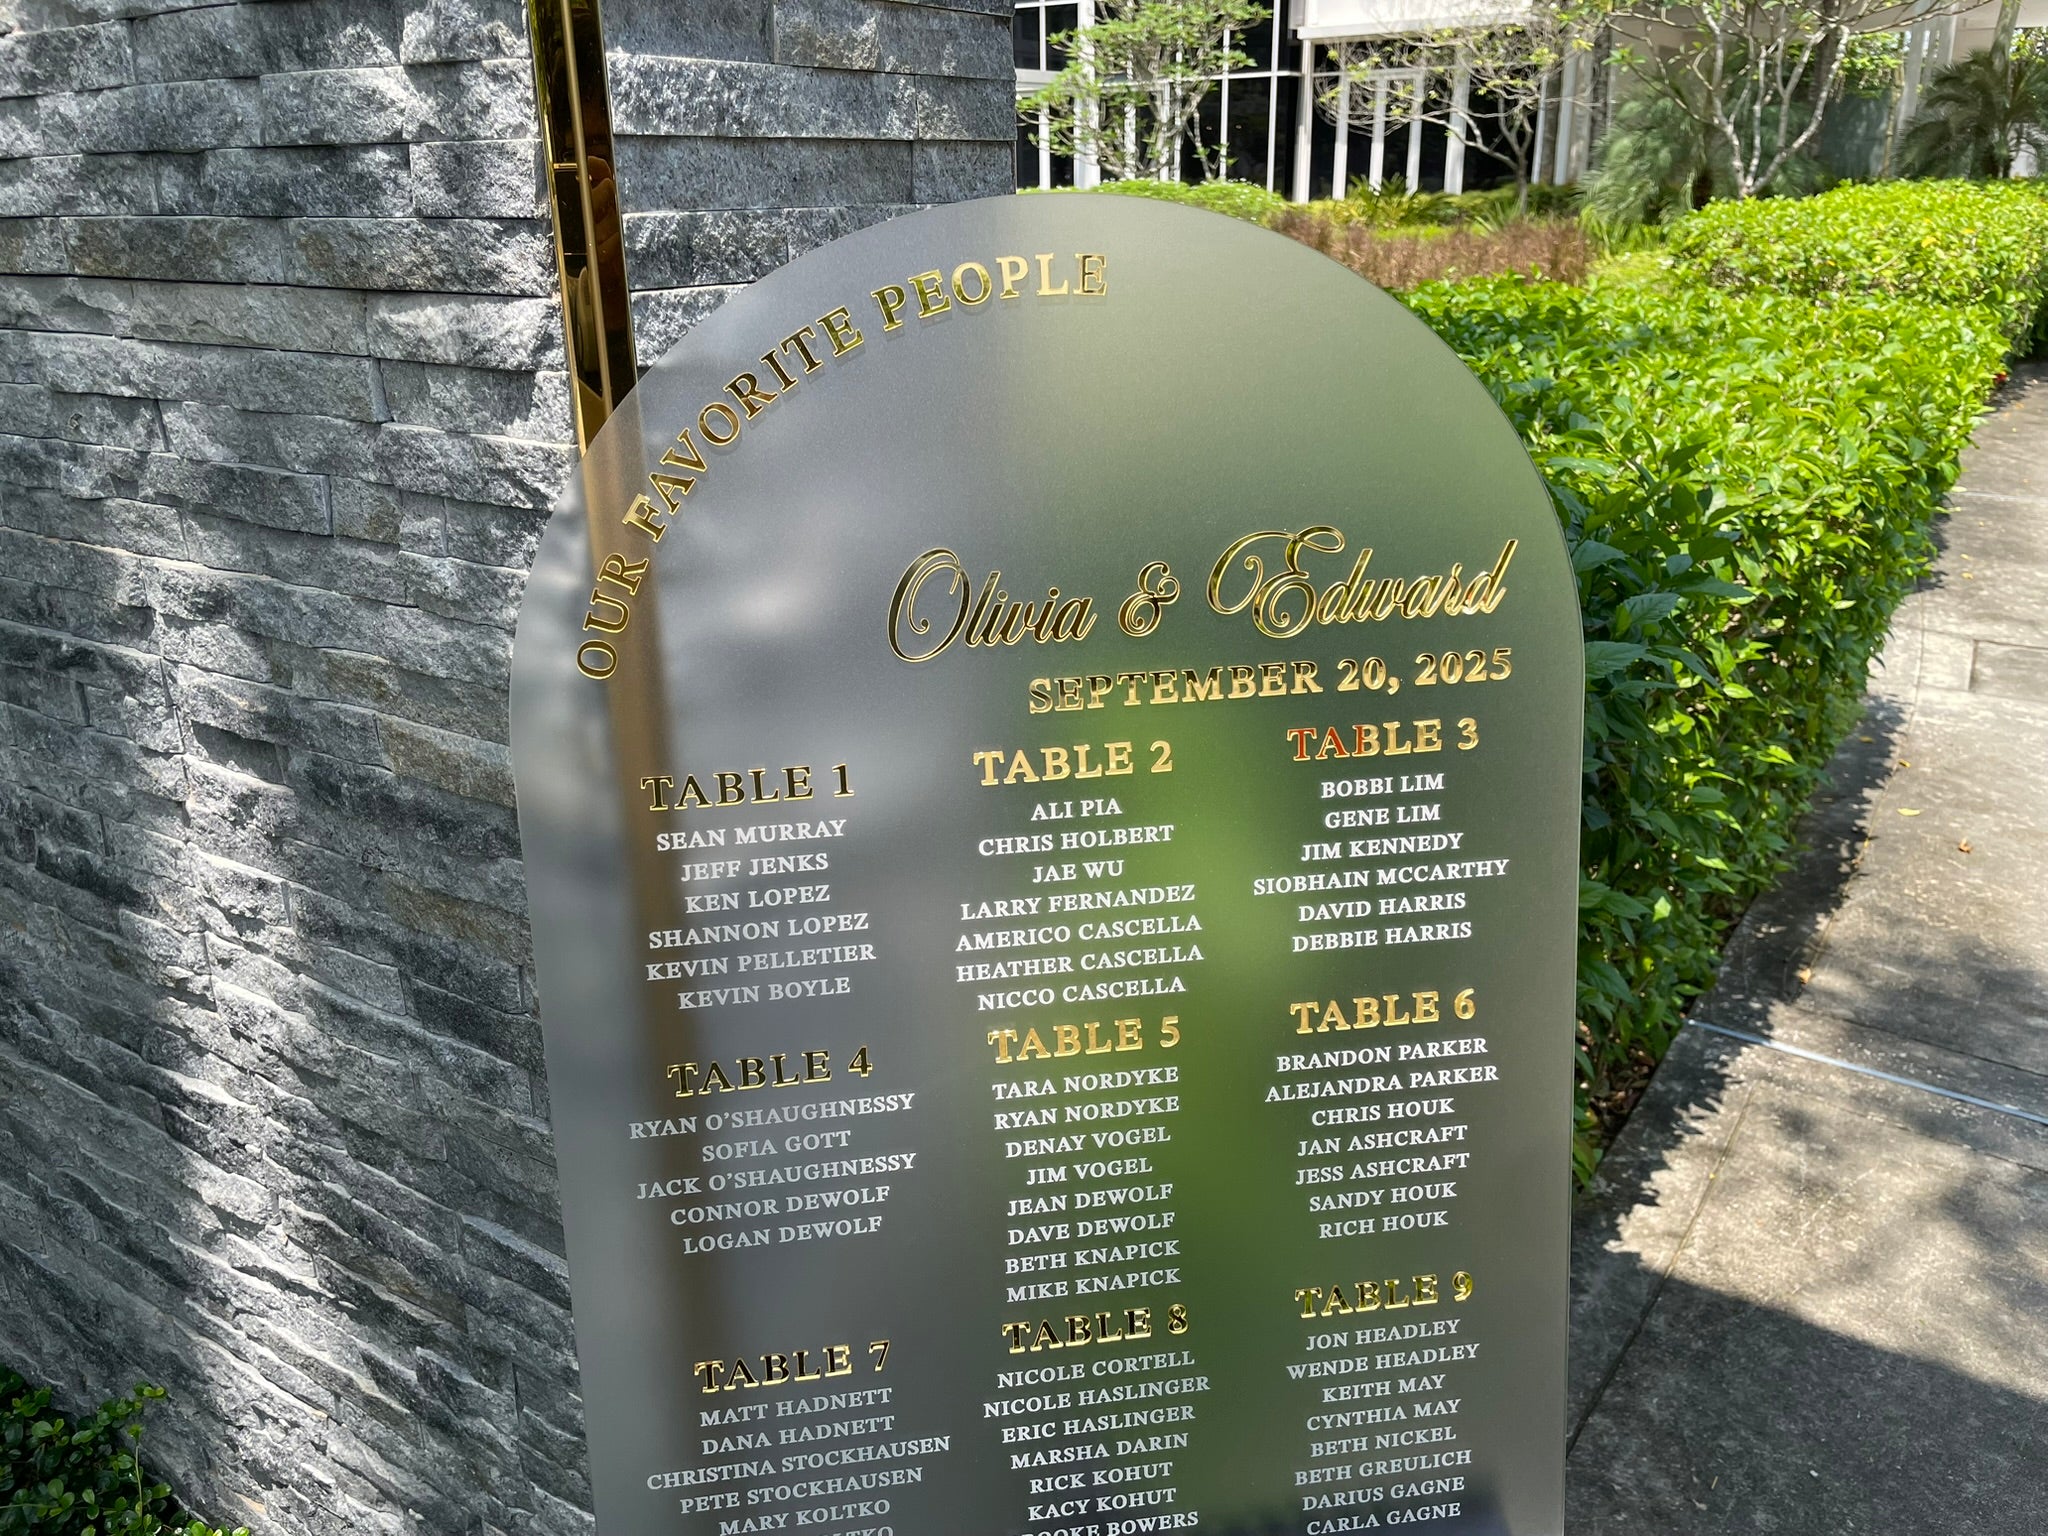 OUR FAVORITE PEOPLE
Olivia & Edward
SEPTEMBER 20, 2025
TABLE 1
SEAN MURRAY
JEFF JENKS
KEN LOPEZ
SHANNON LOPEZ
KEVIN PELLETIER
KEVIN BOYLE
TABLE 2
ALI PIA
CHRIS HOLBERT
JAE WU
LARRY FERNANDEZ
AMERICO CASCELLA
HEATHER CASCELLA
NICCO CASCELLA
TABLE 3
BOBBI LIM
GENE LIM
JIM KENNEDY
SIOBHAIN MCCARTHY
DAVID HARRIS
DEBBIE HARRIS
TABLE 4
RYAN O'SHAUGHNESSY
SOFIA GOTT
JACK O'SHAUGHNESSY
CONNOR DEWOLF
LOGAN DEWOLF
TABLE 5
TARA NORDYKE
RYAN NORDYKE
DENAY VOGEL
JIM VOGEL
JEAN DEWOLF
DAVE DEWOLF
BETH KNAPICK
MIKE KNAPICK
TABLE 6
BRANDON PARKER
ALEJANDRA PARKER
CHRIS HOUK
JAN ASHCRAFT
JESS ASHCRAFT
SANDY HOUK
RICH HOUK
TABLE 7
MATT HADNETT
DANA HADNETT
CHRISTINA STOCKHAUSEN
PETE STOCKHAUSEN
MARY KOLTKO
TABLE 8
NICOLE CORTELL
NICOLE HASLINGER
ERIC HASLINGER
MARSHA DARIN
RICK KOHUT
KACY KOHUT
BOWERS
TABLE 9
JON HEADLEY
WENDE HEADLEY
KEITH MAY
CYNTHIA MAY
BETH NICKEL
BETH GREULICH
DARIUS GAGNE
CARLA GAGNE